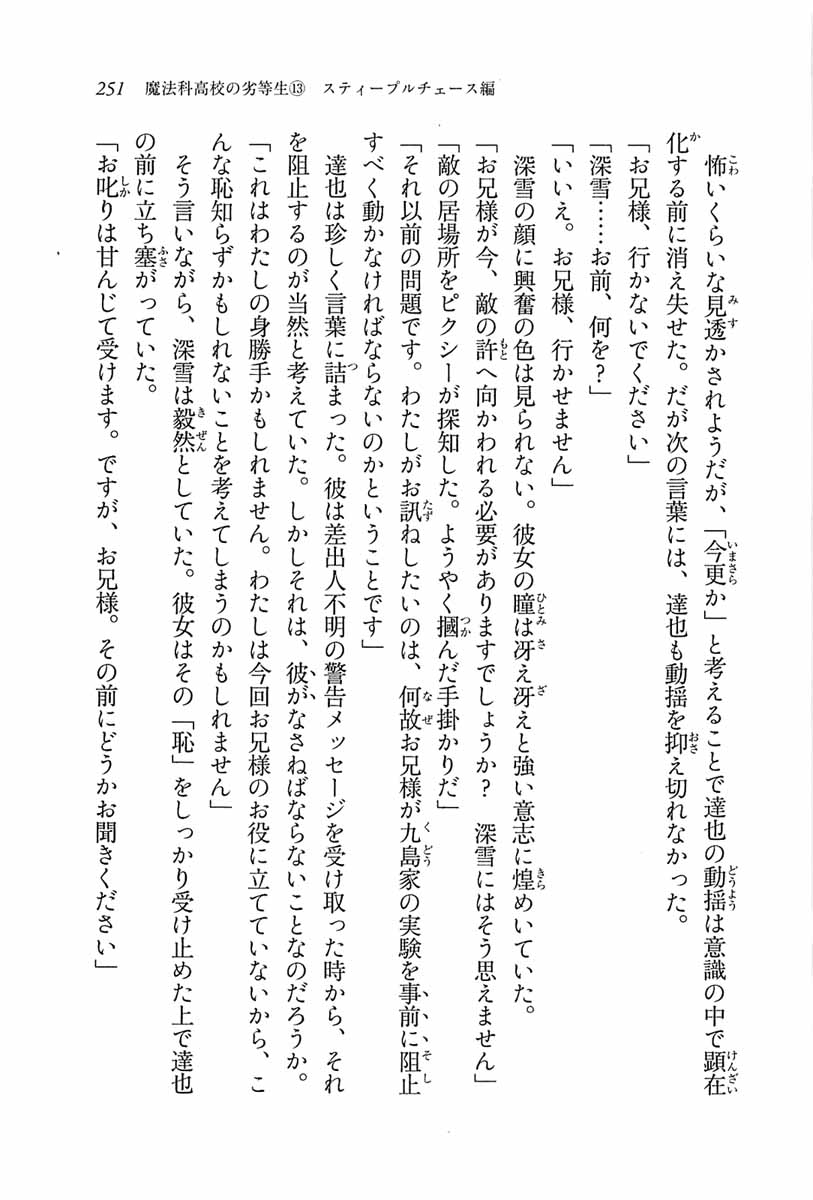 251　魔法科高校の劣等生⑬　スティープルチェース編
　怖いくらいな見透かされようだが、「今更か」と考えることで達也の動揺は意識の中で顕在
化する前に消え失せた。だが次の言葉には、達也も動揺を抑え切れなかった。
「お兄様、行かないでください」
「深雪……お前、何を？」
「いいえ。お兄様、行かせません」
　深雪の顔に興奮の色は見られない。彼女の瞳は冴え冴えと強い意志に煌めいていた。
「お兄様が今、敵の許へ向かわれる必要がありますでしょうか？　深雪にはそう思えません」
「敵の居場所をピクシーが探知した。ようやく摑んだ手掛かりだ」
「それ以前の問題です。わたしがお訊ねしたいのは、何故お兄様が九島家の実験を事前に阻止
すべく動かなければならないのかということです」
　達也は珍しく言葉に詰まった。彼は差出人不明の警告メッセージを受け取った時から、それ
を阻止するのが当然と考えていた。しかしそれは、彼がなさねばならないことなのだろうか。
「これはわたしの身勝手かもしれません。わたしは今回お兄様のお役に立てていないから、こ
んな恥知らずかもしれないことを考えてしまうのかもしれません」
　そう言いながら、深雪は毅然としていた。彼女はその「恥」をしっかり受け止めた上で達也
の前に立ち塞がっていた。
「お叱りは甘んじて受けます。ですが、お兄様。その前にどうかお聞きください」